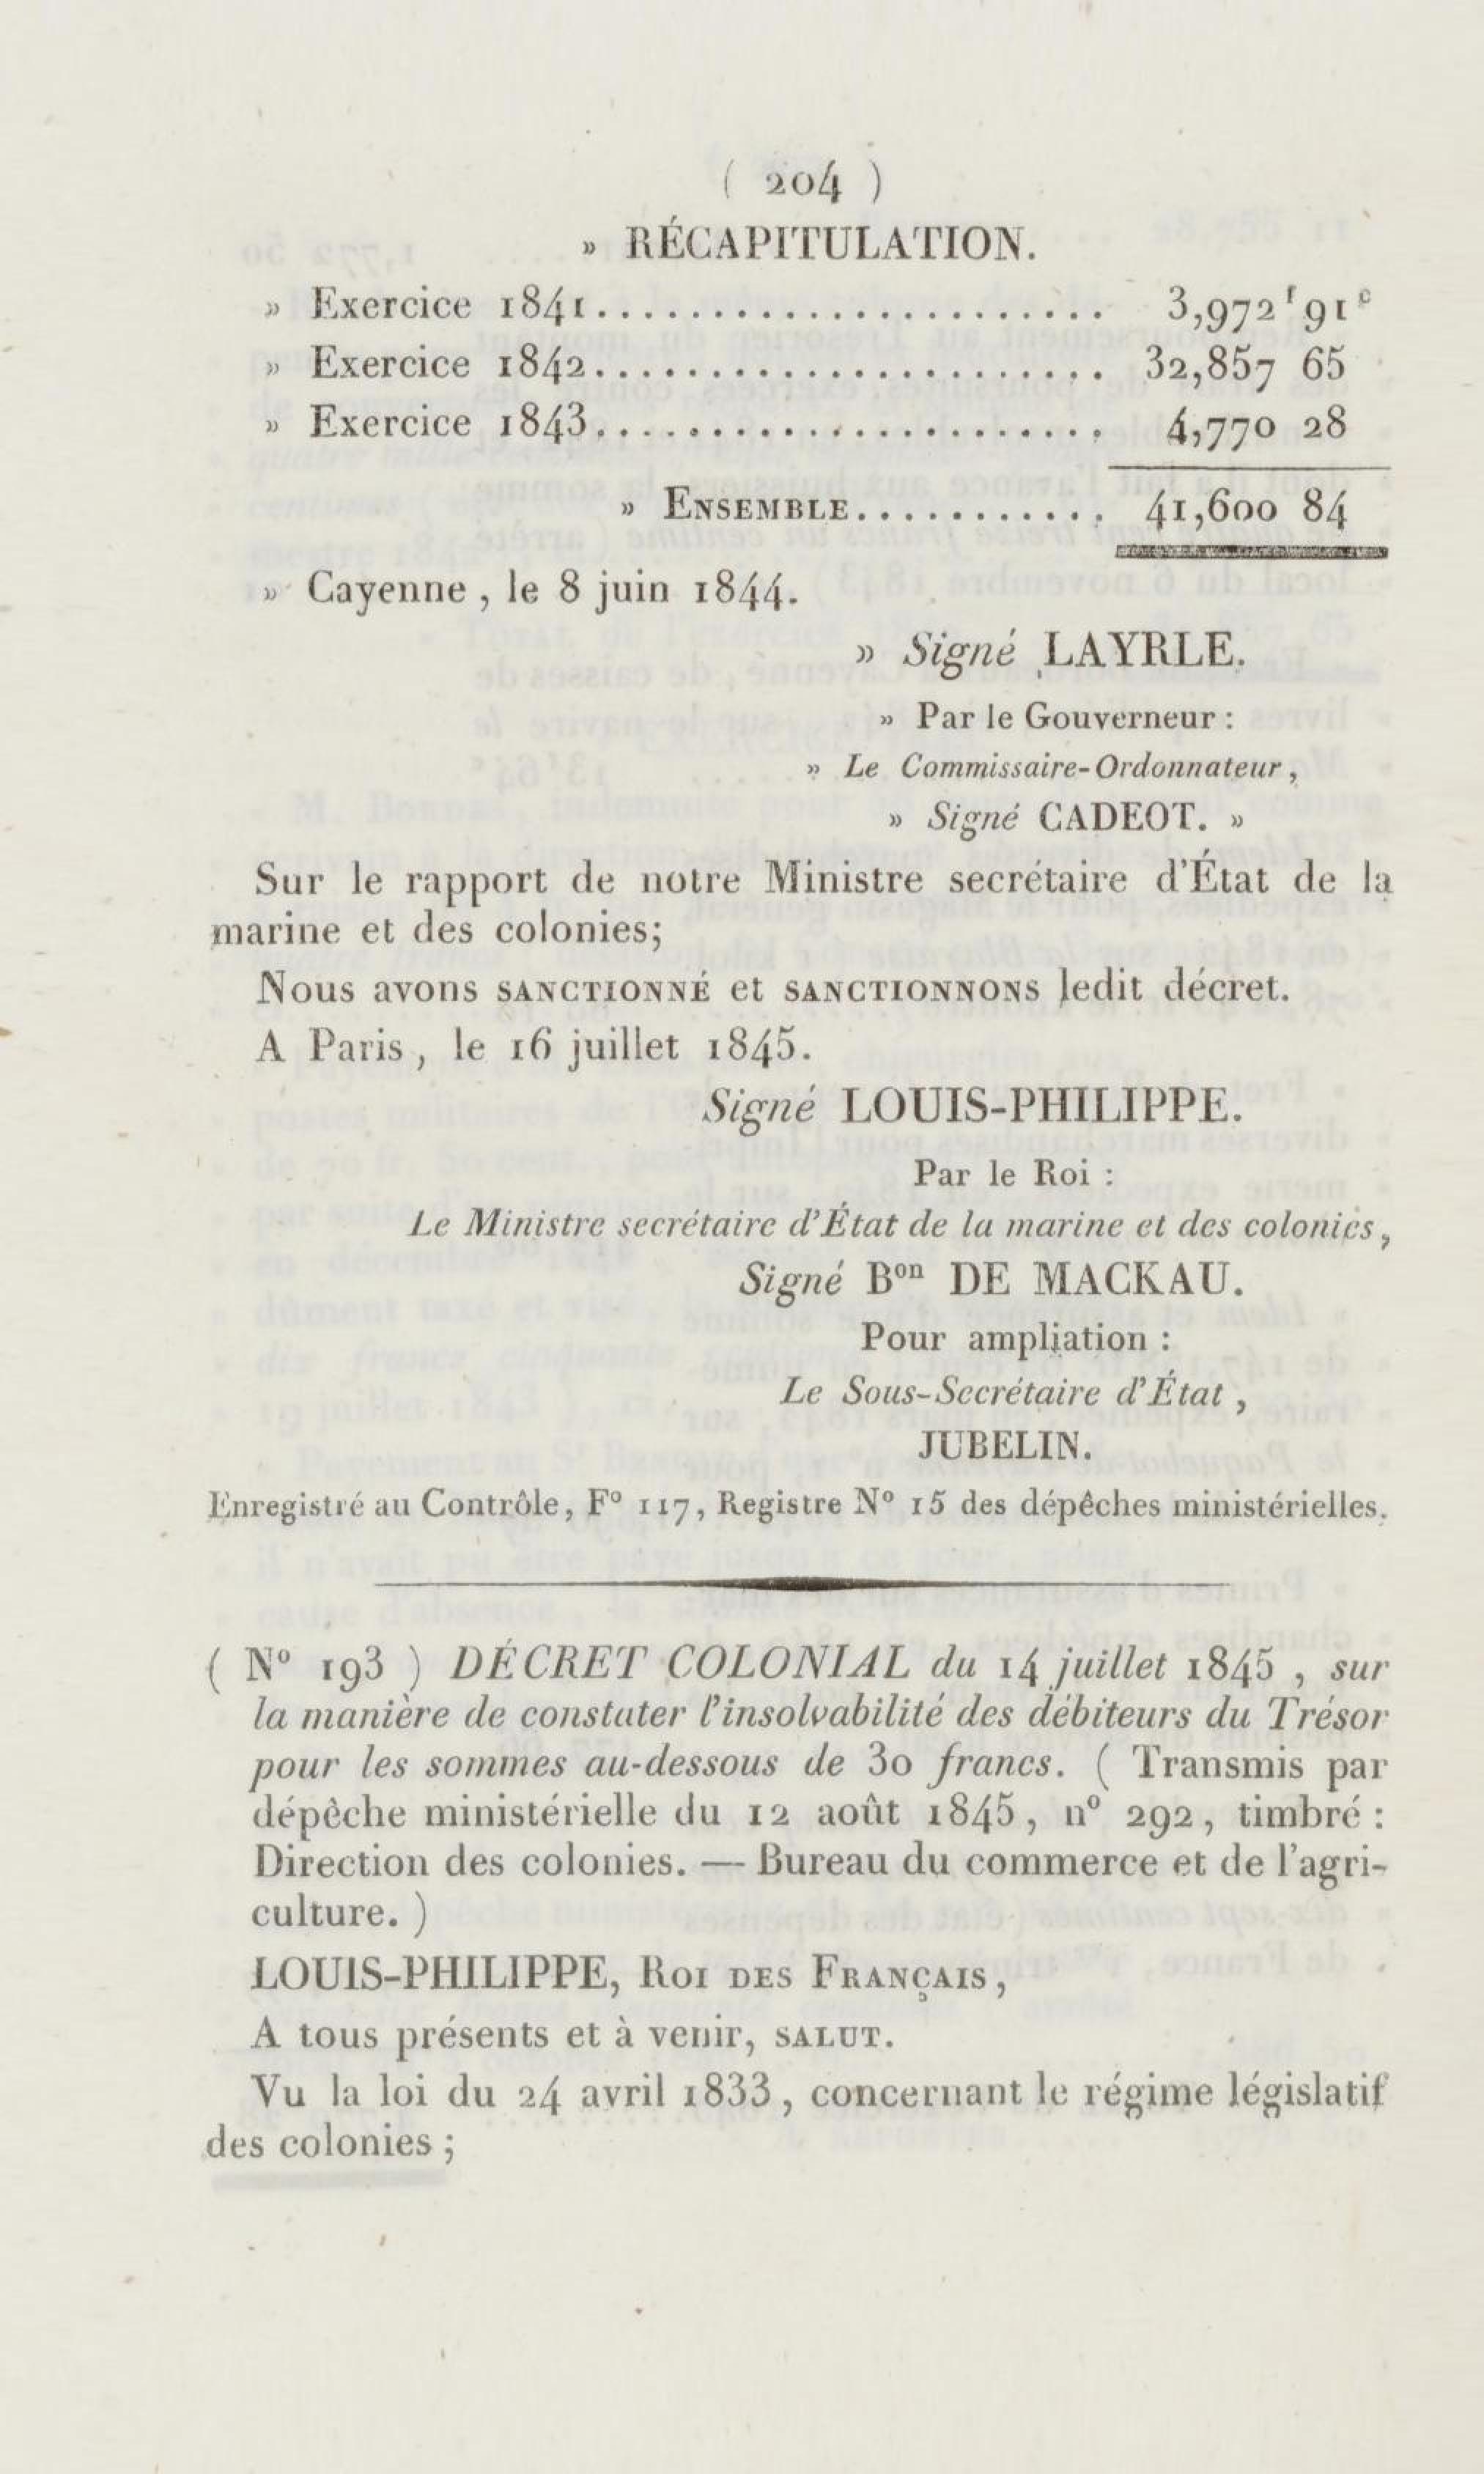 ( 204 )
» RÉCAPITULATION.
» Exercice 1841....................... 3,972f 91c
» Exercice 1842....................... 32,857 65
» Exercice 1843....................... 4,770 28
» ENSEMBLE............ 41,600 84
» Cayenne, le 8 juin 1844.
» Signé LAYRLE.
» Par le Gouverneur :
» Le Commissaire-Ordonnateur,
» Signé CADEOT. »
Sur le rapport de notre Ministre secrétaire d'État de la
marine et des colonies;
Nous avons SANCTIONNÉ et SANCTIONNONS ledit décret.
A Paris, le 16 juillet 1845.
Signé LOUIS-PHILIPPE.
Par le Roi :
Le Ministre secrétaire d'État de la marine et des colonies,
Signé Bon DE MACKAU.
Pour ampliation :
Le Sous-Secrétaire d'État,
JUBELIN.
Enregistré au Contrôle, Fo 117, Registre No 15 des dépêches ministérielles.
( No 193 ) DÉCRET COLONIAL du 14 juillet 1845, sur
la manière de constater l'insolvabilité des débiteurs du Trésor
pour les sommes au-dessous de 30 francs. ( Transmis par
dépêche ministérielle du 12 août 1845, no 292, timbré :
Direction des colonies. — Bureau du commerce et de l'agri-
culture. )
LOUIS-PHILIPPE, ROI DES FRANÇAIS,
A tous présents et à venir, SALUT.
Vu la loi du 24 avril 1833, concernant le régime législatif
des colonies ;